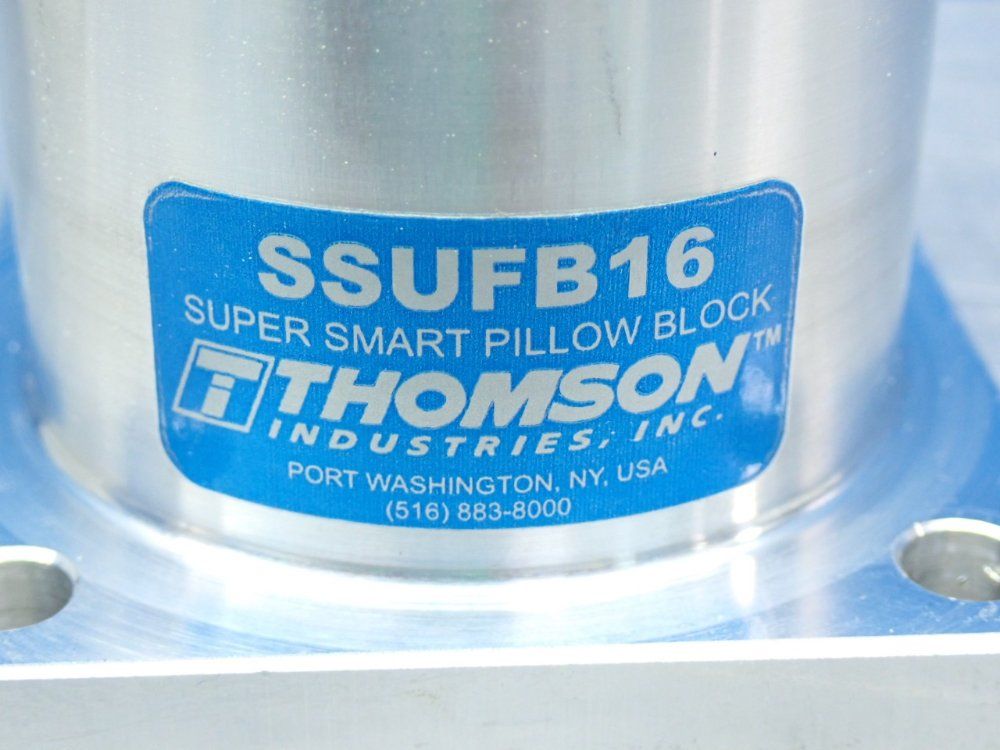 SSUFB16
SUPER SMART PILLOW BLOCK
T THOMSON™
INDUSTRIES, INC.
PORT WASHINGTON, NY, USA
(516) 883-8000